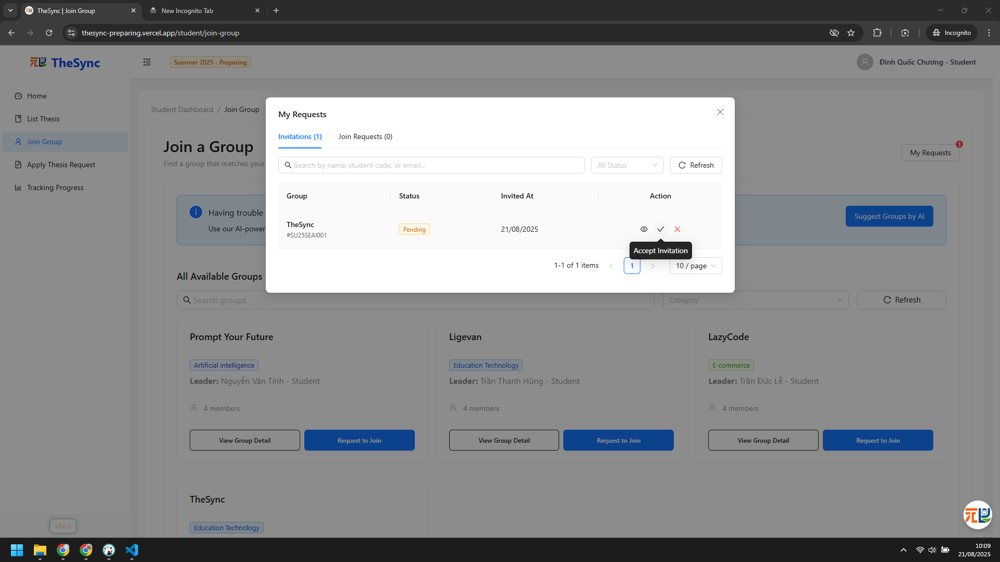 TheSync | Join Group
New Incognito Tab
thesync-preparing.vercel.app/student/join-group
Incognito
TheSync
Summer 2025 - Preparing
Đinh Quốc Chương - Student
Home
List Thesis
Join Group
Apply Thesis Request
Tracking Progress
v1.0.3
Student Dashboard / Join Group
Join a Group
Find a group that matches your
My Requests
1
Having trouble
Use our AI-power
Suggest Groups by AI
My Requests
Invitations (1)
Join Requests (0)
Search by name, student code, or email...
All Status
Refresh
Group
Status
Invited At
Action
TheSync
#SU25SEAI001
Pending
21/08/2025
Accept Invitation
1-1 of 1 items
1
10 / page
All Available Groups
Search groups
Category
Refresh
Prompt Your Future
Artificial Intelligence
Leader: Nguyễn Văn Tính - Student
4 members
View Group Detail
Request to Join
Ligevan
Education Technology
Leader: Trần Thanh Hùng - Student
4 members
View Group Detail
Request to Join
LazyCode
E-commerce
Leader: Trần Đức Lễ - Student
4 members
View Group Detail
Request to Join
TheSync
Education Technology
10:09
21/08/2025